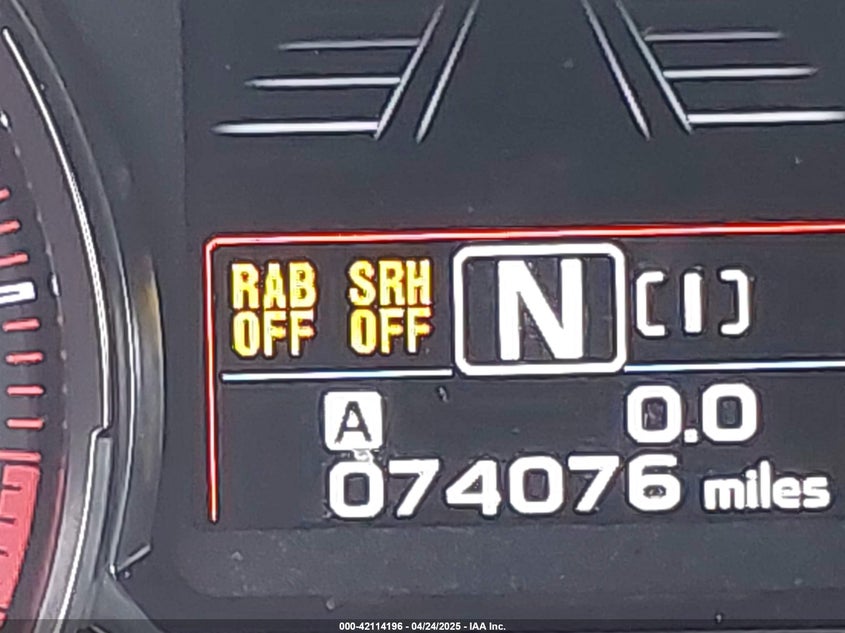 RAB SRH N (I)
OFF OFF
A 0.0
074076 miles
000-42114196 - 04/24/2025 - IAA Inc.